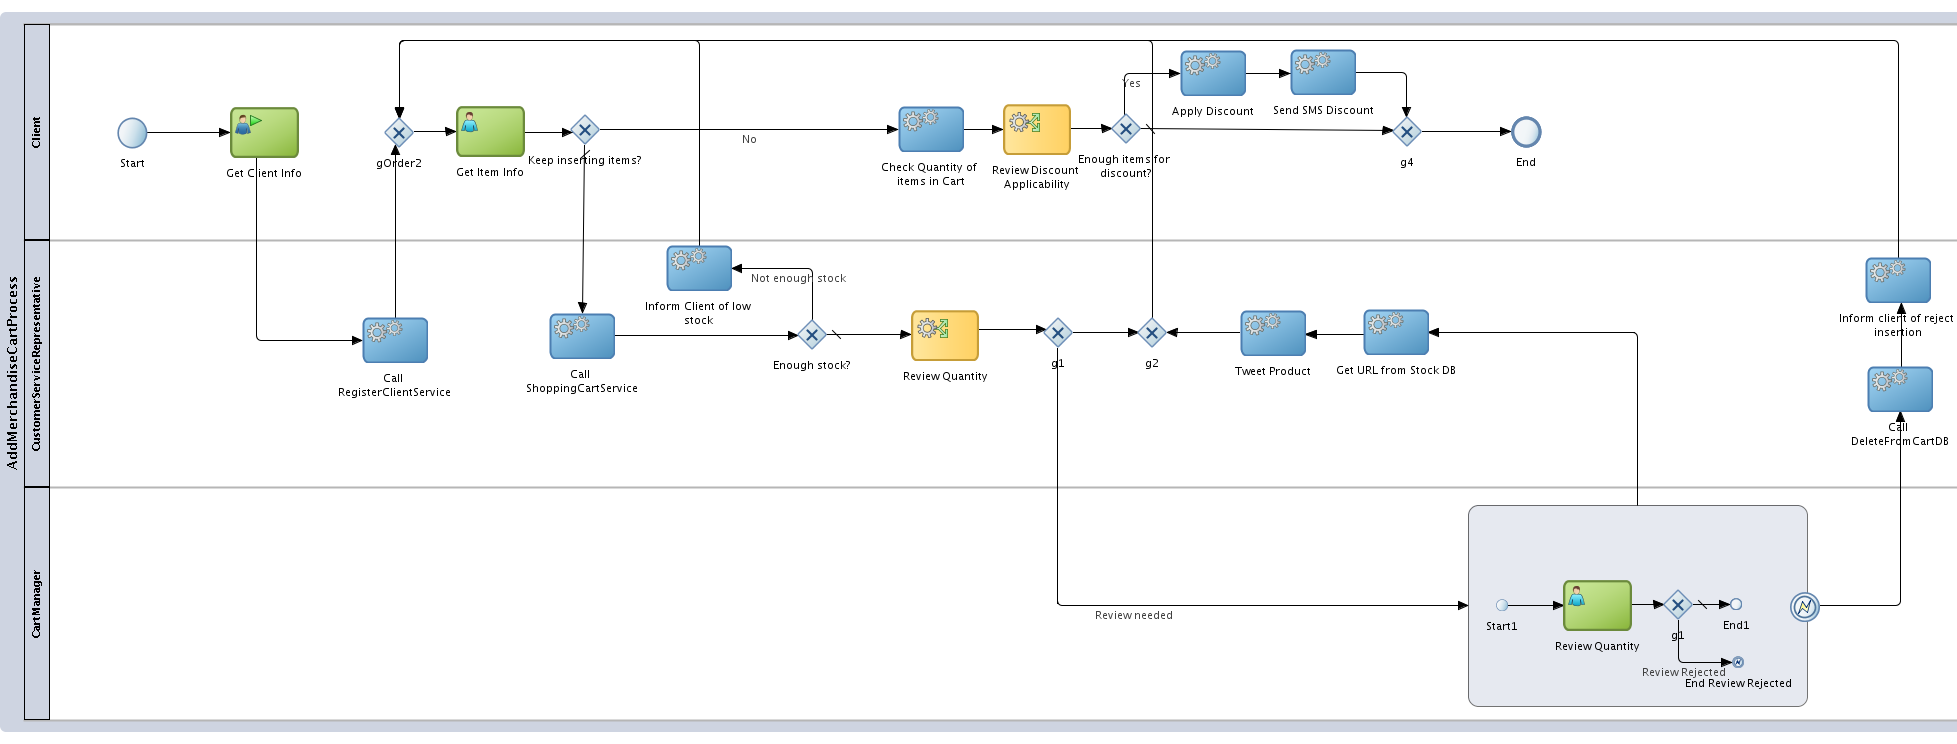 AddMerchandiseCartProcess
Client
Start
Get Client Info
gOrder2
Get Item Info
Keep inserting items?
No
Check Quantity of
items in Cart
Review Discount
Applicability
Enough items for
discount?
Yes
Apply Discount
Send SMS Discount
g4
End
CustomerServiceRepresentative
Call
RegisterClientService
Call
ShoppingCartService
Inform Client of low
stock
Not enough stock
Enough stock?
Review Quantity
g1
g2
Tweet Product
Get URL from Stock DB
Inform client of reject
insertion
Call
DeleteFromCartDB
CartManager
Review needed
Start1
Review Quantity
g1
End1
Review Rejected
End Review Rejected